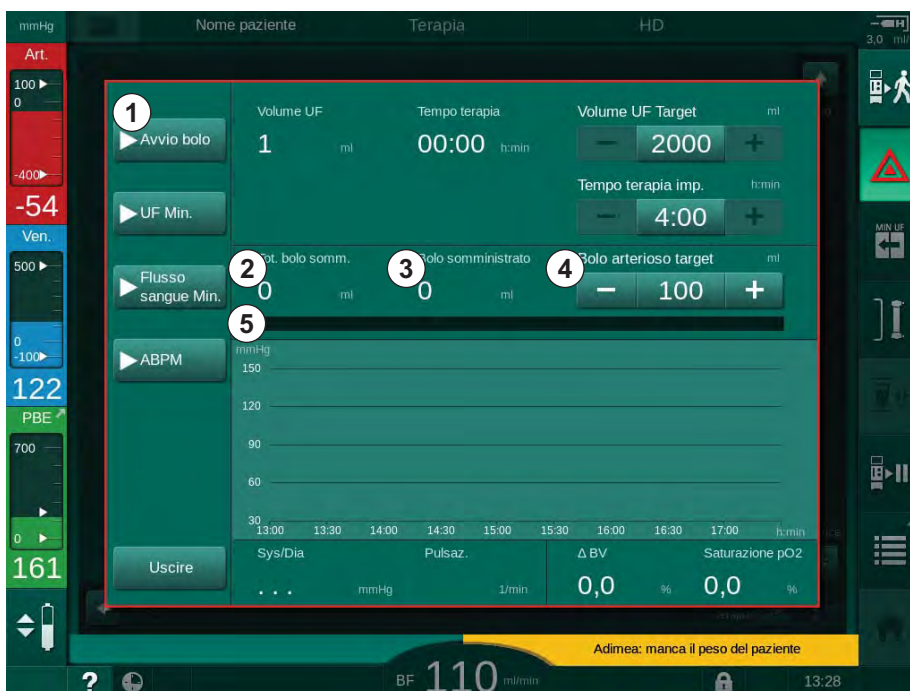 mmHg
Nome paziente
Terapia
HD
3,0 ml/
Art.
100
0
-400
-54
Ven.
500
0
-100
122
PBE
700
0
161
1
Avvio bolo
UF Min.
Flusso
sangue Min.
ABPM
Uscire
Volume UF
1 ml
Tempo terapia
00:00 h:min
Volume UF Target ml
− 2000 +
Tempo terapia imp. h:min
− 4:00 +
2
ot. bolo somm.
0 ml
3
Bolo somministrato
0 ml
4
Bolo arterioso target ml
− 100 +
5
mmHg
150
120
90
60
30
13:00 13:30 14:00 14:30 15:00 15:30 16:00 16:30 17:00 h:min
Sys/Dia
. . . mmHg
Pulsaz.
1/min
Δ BV
0,0 %
Saturazione pO2
0,0 %
MIN UF
Adimea: manca il peso del paziente
?
BF 110 ml/min
13:28